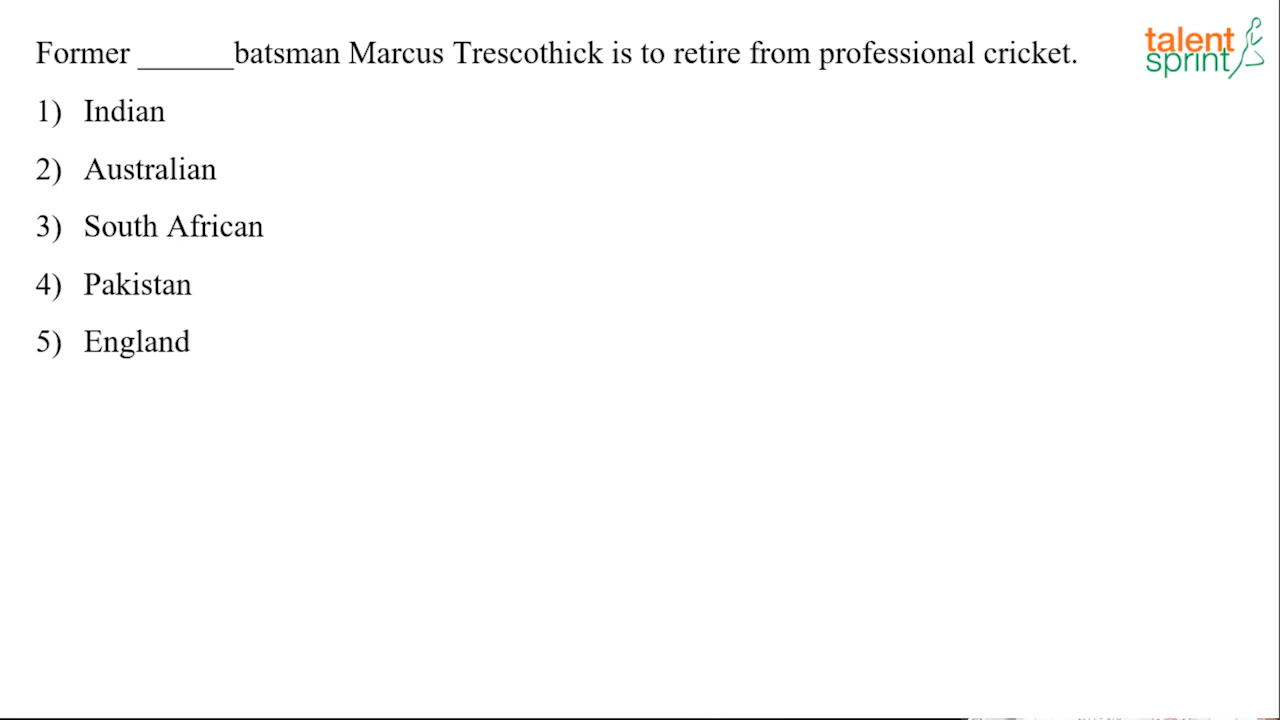 Former ______batsman Marcus Trescothick is to retire from professional cricket.
talent
sprint
1) Indian
2) Australian
3) South African
4) Pakistan
5) England